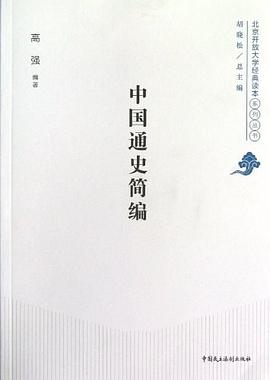 北京开放大学经典读本
系列丛书
胡晓松／总主编
高强 编著
中国通史简编
中国民主法制出版社